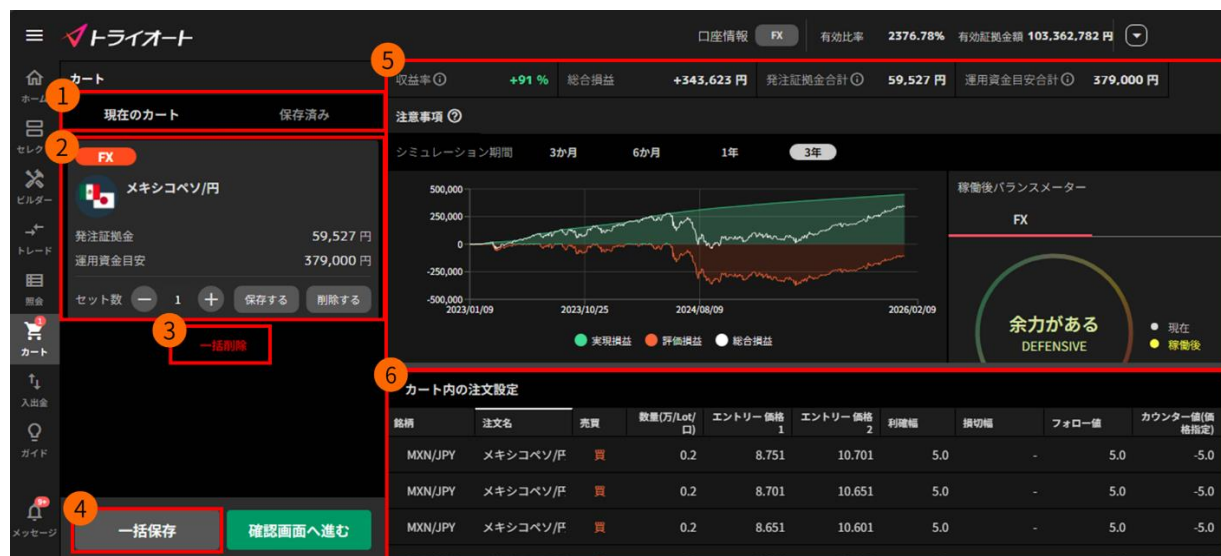 トライオート
口座情報 FX 有効比率 2376.78% 有効証拠金額 103,362,782 円
ホーム
セレクト
ビルダー
トレード
照会
1
カート
入出金
ガイド
9+
メッセージ
カート
1
現在のカート 保存済み
2
FX
メキシコペソ/円
発注証拠金 59,527 円
運用資金目安 379,000 円
セット数 1 保存する 削除する
3
一括削除
4
一括保存 確認画面へ進む
5
収益率 +91 % 総合損益 +343,623 円 発注証拠金合計 59,527 円 運用資金目安合計 379,000 円
注意事項
シミュレーション期間 3か月 6か月 1年 3年
500,000
250,000
0
-250,000
-500,000
2023/01/09 2023/10/25 2024/08/09 2026/02/09
実現損益 評価損益 総合損益
稼働後バランスメーター
FX
余力がある
DEFENSIVE
現在
稼働後
6
カート内の注文設定
銘柄 注文名 売買 数量(万/Lot/口) エントリー価格1 エントリー価格2 利確幅 損切幅 フォロー値 カウンター値(価格指定)
MXN/JPY メキシコペソ/円 買 0.2 8.751 10.701 5.0 - 5.0 -5.0
MXN/JPY メキシコペソ/円 買 0.2 8.701 10.651 5.0 - 5.0 -5.0
MXN/JPY メキシコペソ/円 買 0.2 8.651 10.601 5.0 - 5.0 -5.0